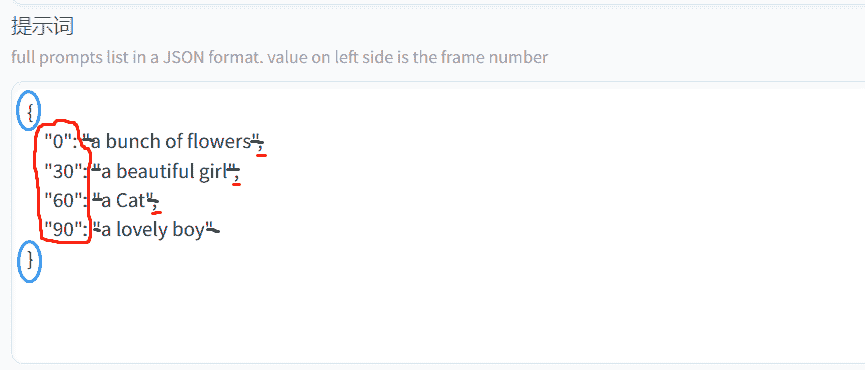 提示词
full prompts list in a JSON format. value on left side is the frame number
{
"0": "a bunch of flowers",
"30": "a beautiful girl",
"60": "a Cat",
"90": "a lovely boy"
}